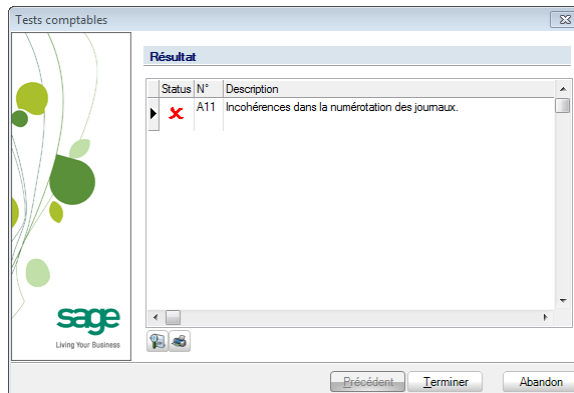 Tests comptables
Résultat
Status N° Description
A11 Incohérences dans la numérotation des journaux.
sage
Living Your Business
Précédent Terminer Abandon